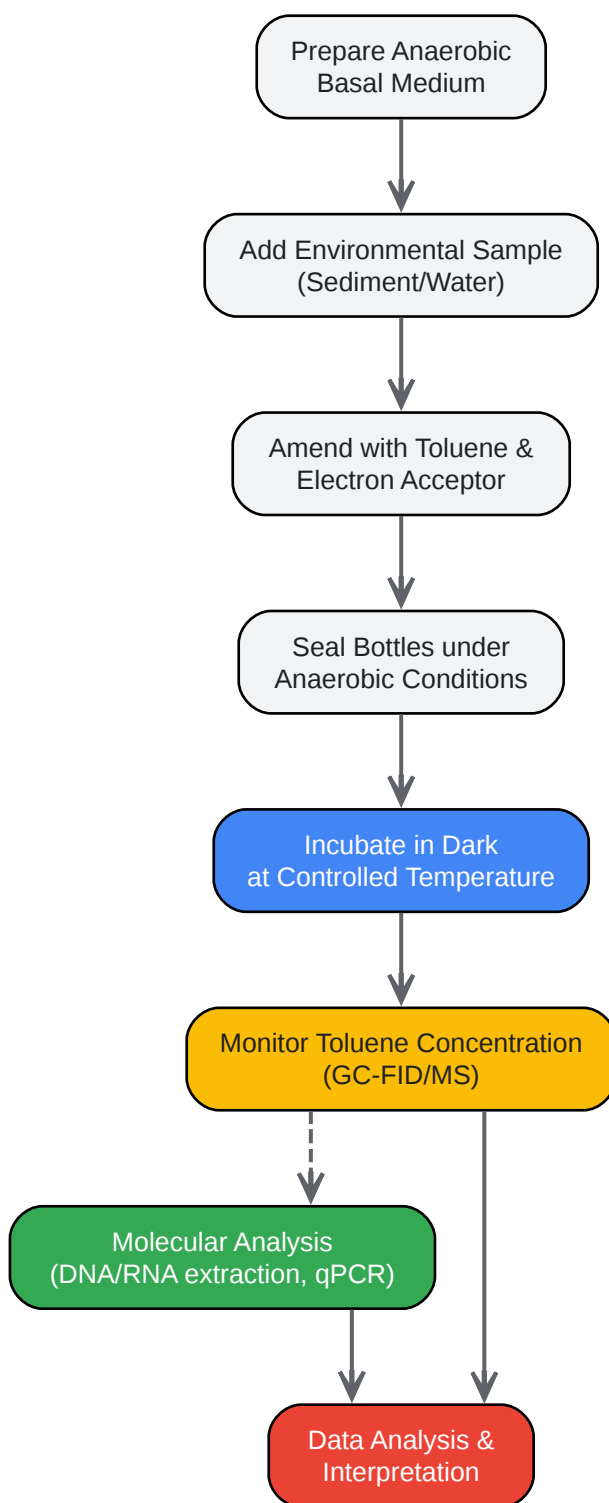 Prepare Anaerobic
Basal Medium
Add Environmental Sample
(Sediment/Water)
Amend with Toluene &
Electron Acceptor
Seal Bottles under
Anaerobic Conditions
Incubate in Dark
at Controlled Temperature
Monitor Toluene Concentration
(GC-FID/MS)
Molecular Analysis
(DNA/RNA extraction, qPCR)
Data Analysis &
Interpretation